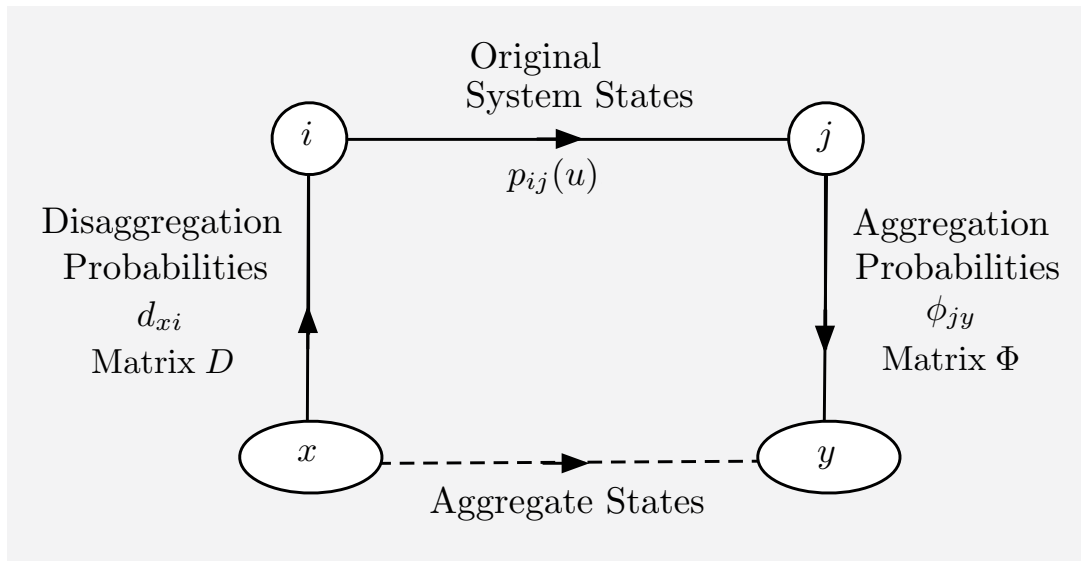 Original
System States
i
j
p_{ij}(u)
Disaggregation
Probabilities
d_{xi}
Matrix D
Aggregation
Probabilities
ϕ_{jy}
Matrix Φ
x
y
Aggregate States